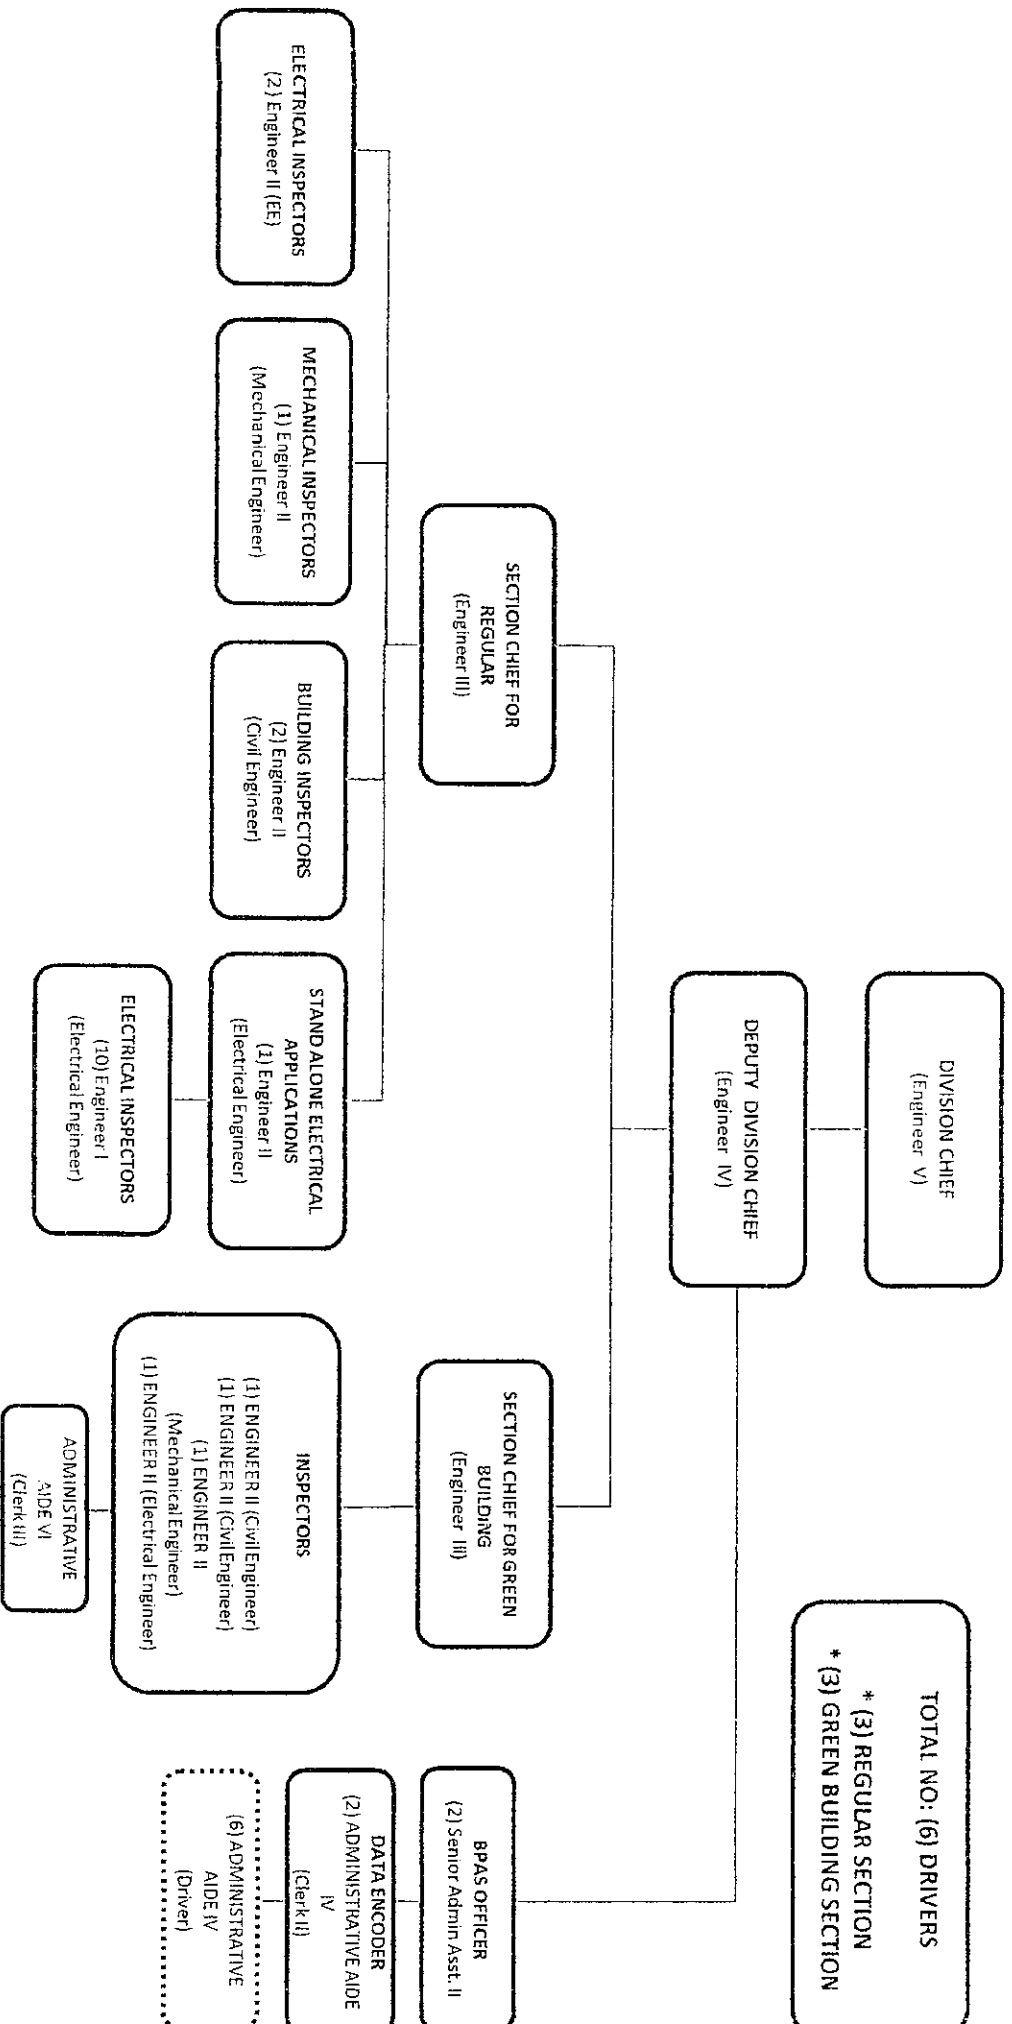 DIVISION CHIEF
(Engineer V)
TOTAL NO: (6) DRIVERS
* (3) REGULAR SECTION
* (3) GREEN BUILDING SECTION
DEPUTY DIVISION CHIEF
(Engineer IV)
SECTION CHIEF FOR
REGULAR
(Engineer III)
SECTION CHIEF FOR GREEN
BUILDING
(Engineer III)
BPAS OFFICER
(2) Senior Admin Asst. II
ELECTRICAL INSPECTORS
(2) Engineer II (EE)
MECHANICAL INSPECTORS
(1) Engineer II
(Mechanical Engineer)
BUILDING INSPECTORS
(2) Engineer II
(Civil Engineer)
STAND ALONE ELECTRICAL
APPLICATIONS
(1) Engineer II
(Electrical Engineer)
INSPECTORS
(1) ENGINEER II (Civil Engineer)
(1) ENGINEER II (Civil Engineer)
(1) ENGINEER II
(Mechanical Engineer)
(1) ENGINEER II (Electrical Engineer)
DATA ENCODER
(2) ADMINISTRATIVE AIDE
IV
(Clerk II)
ELECTRICAL INSPECTORS
(10) Engineer I
(Electrical Engineer)
ADMINISTRATIVE
AIDE VI
(Clerk III)
(6) ADMINISTRATIVE
AIDE IV
(Driver)